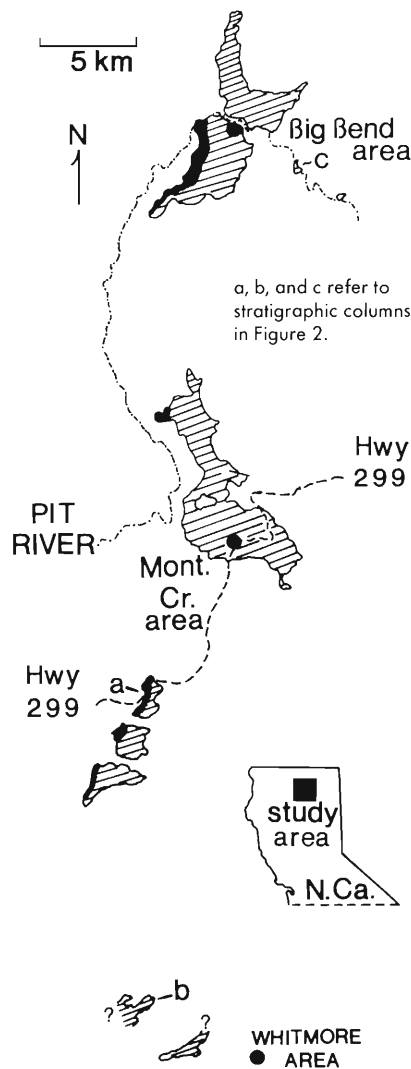 5 km
N
Big Bend
area
c
a, b, and c refer to
stratigraphic columns
in Figure 2.
Hwy
299
PIT
RIVER
Mont.
Cr.
area
Hwy
299
a
study
area
N.Ca.
b
?
?
WHITMORE
AREA